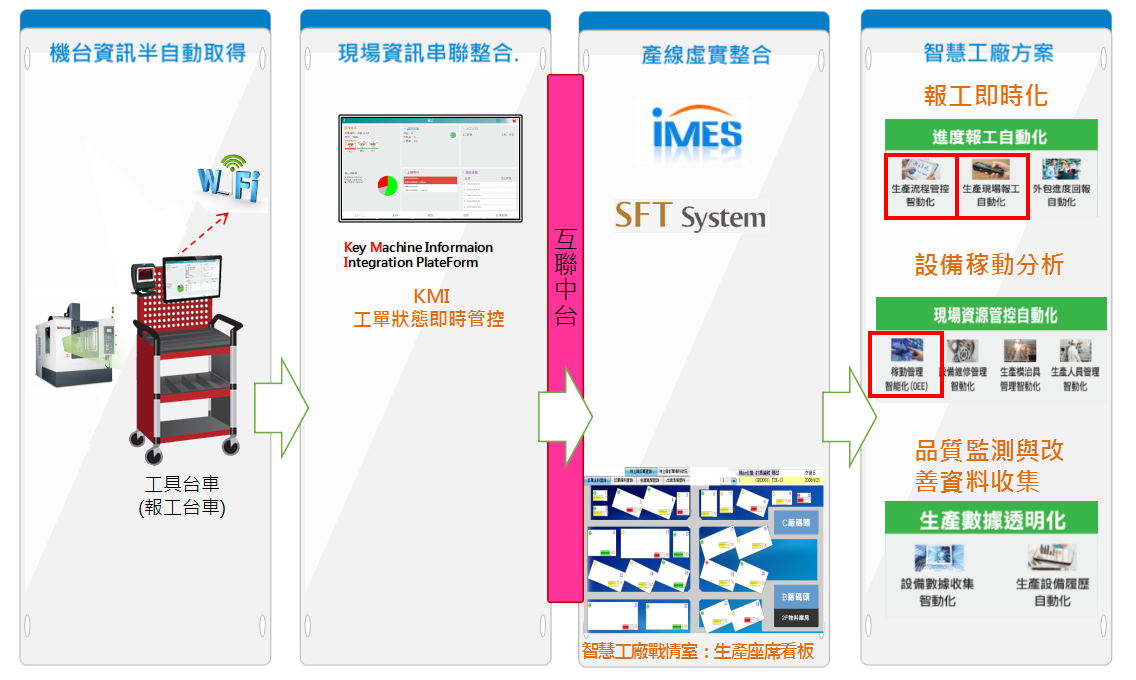 機台資訊半自動取得
Wi Fi
工具台車
(報工台車)
現場資訊串聯整合.
Key Machine Informaion
Integration PlateForm
KMI
工單狀態即時管控
互聯中台
產線虛實整合
iMES
SFT System
C廠碼頭
B廠碼頭
2F物料庫房
智慧工廠戰情室：生產座席看板
智慧工廠方案
報工即時化
進度報工自動化
生產流程管控
智動化
生產現場報工
自動化
外包進度回報
自動化
設備稼動分析
現場資源管控自動化
稼動管理
智能化(OEE)
設備維修管理
智動化
生產模治具
管理智動化
生產人員管理
智動化
品質監測與改
善資料收集
生產數據透明化
設備數據收集
智動化
生產設備履歷
自動化